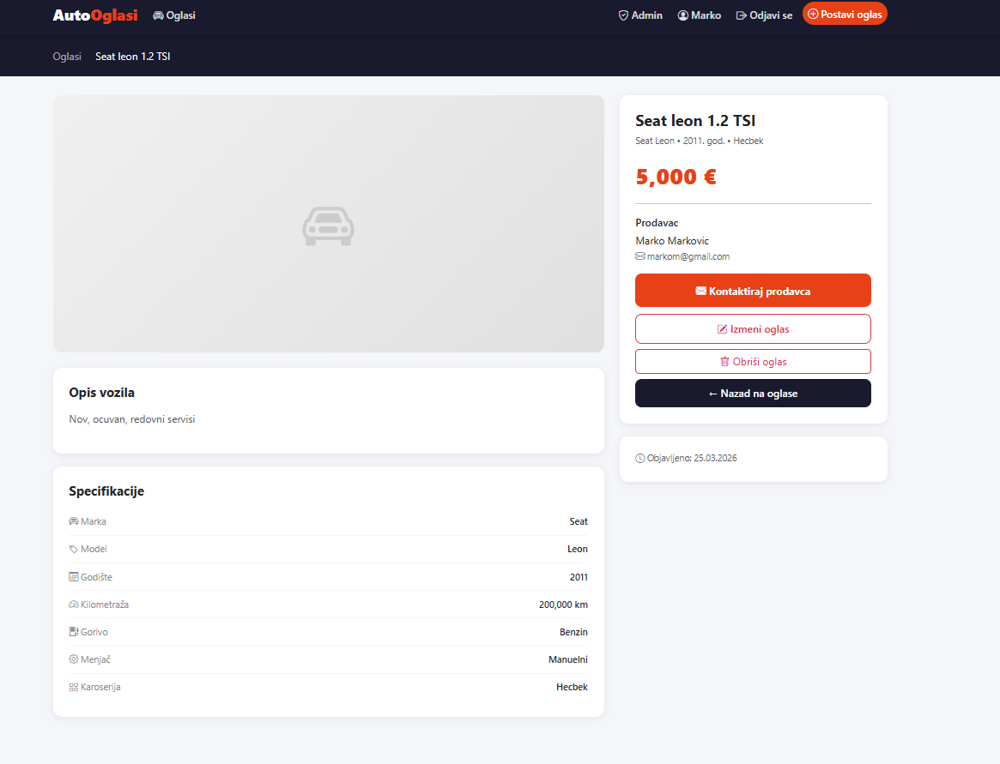 AutoOglasi Oglasi Admin Marko Odjavi se Postavi oglas
Oglasi Seat leon 1.2 TSI
Seat leon 1.2 TSI
Seat Leon • 2011. god. • Hecbek
5,000 €
Prodavac
Marko Markovic
markom@gmail.com
Kontaktiraj prodavca
Izmeni oglas
Obriši oglas
← Nazad na oglase
Objavljeno: 25.03.2026
Opis vozila
Nov, ocuvan, redovni servisi
Specifikacije
Marka Seat
Model Leon
Godište 2011
Kilometraža 200,000 km
Gorivo Benzin
Menjač Manuelni
Karoserija Hecbek